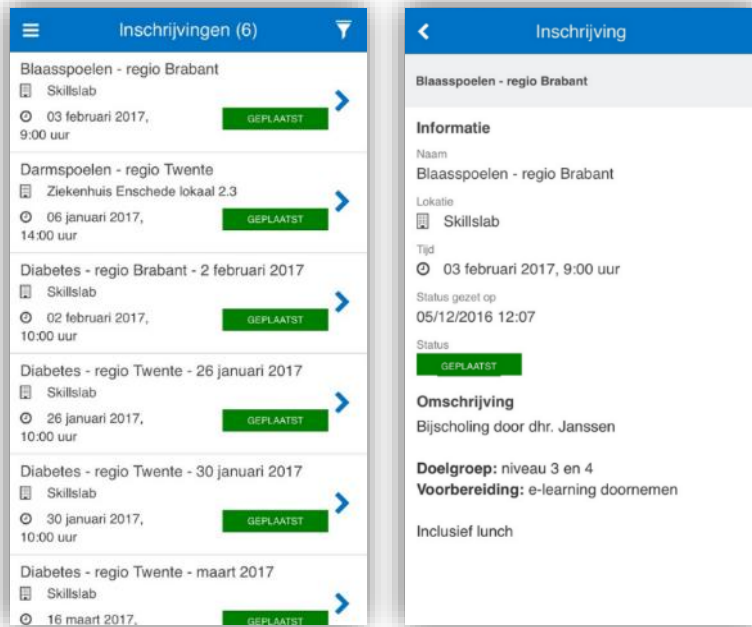 Inschrijvingen (6)
Blaasspoelen - regio Brabant
Skillslab
03 februari 2017,
9:00 uur
GEPLAATST
Darmspoelen - regio Twente
Ziekenhuis Enschede lokaal 2.3
06 januari 2017,
14:00 uur
GEPLAATST
Diabetes - regio Brabant - 2 februari 2017
Skillslab
02 februari 2017,
10:00 uur
GEPLAATST
Diabetes - regio Twente - 26 januari 2017
Skillslab
26 januari 2017,
10:00 uur
GEPLAATST
Diabetes - regio Twente - 30 januari 2017
Skillslab
30 januari 2017,
10:00 uur
GEPLAATST
Diabetes - regio Twente - maart 2017
Skillslab
16 maart 2017,
GEPLAATST
Inschrijving
Blaasspoelen - regio Brabant
Informatie
Naam
Blaasspoelen - regio Brabant
Lokatie
Skillslab
Tijd
03 februari 2017, 9:00 uur
Status gezet op
05/12/2016 12:07
Status
GEPLAATST
Omschrijving
Bijscholing door dhr. Janssen
Doelgroep: niveau 3 en 4
Voorbereiding: e-learning doornemen
Inclusief lunch